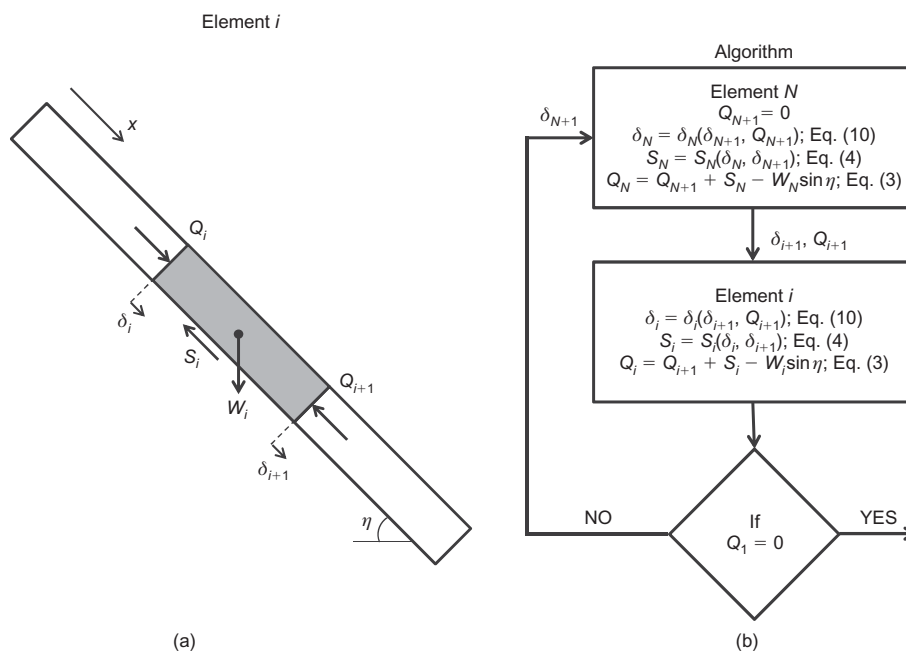 Element i
x
Q_i
δ_i
S_i
W_i
Q_{i+1}
δ_{i+1}
η
(a)
Algorithm
δ_{N+1}
Element N
Q_{N+1} = 0
δ_N = δ_N(δ_{N+1}, Q_{N+1}); Eq. (10)
S_N = S_N(δ_N, δ_{N+1}); Eq. (4)
Q_N = Q_{N+1} + S_N − W_N sin η; Eq. (3)
δ_{i+1}, Q_{i+1}
Element i
δ_i = δ_i(δ_{i+1}, Q_{i+1}); Eq. (10)
S_i = S_i(δ_i, δ_{i+1}); Eq. (4)
Q_i = Q_{i+1} + S_i − W_i sin η; Eq. (3)
NO
If
Q_1 = 0
YES
(b)